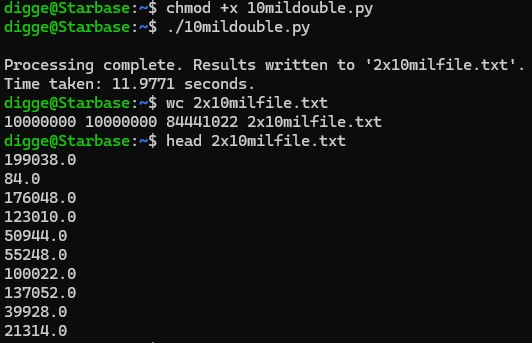 digge@Starbase:~$ chmod +x 10mildouble.py
digge@Starbase:~$ ./10mildouble.py
Processing complete. Results written to '2x10milfile.txt'.
Time taken: 11.9771 seconds.
digge@Starbase:~$ wc 2x10milfile.txt
10000000 10000000 84441022 2x10milfile.txt
digge@Starbase:~$ head 2x10milfile.txt
199038.0
84.0
176048.0
123010.0
50944.0
55248.0
100022.0
137052.0
39928.0
21314.0